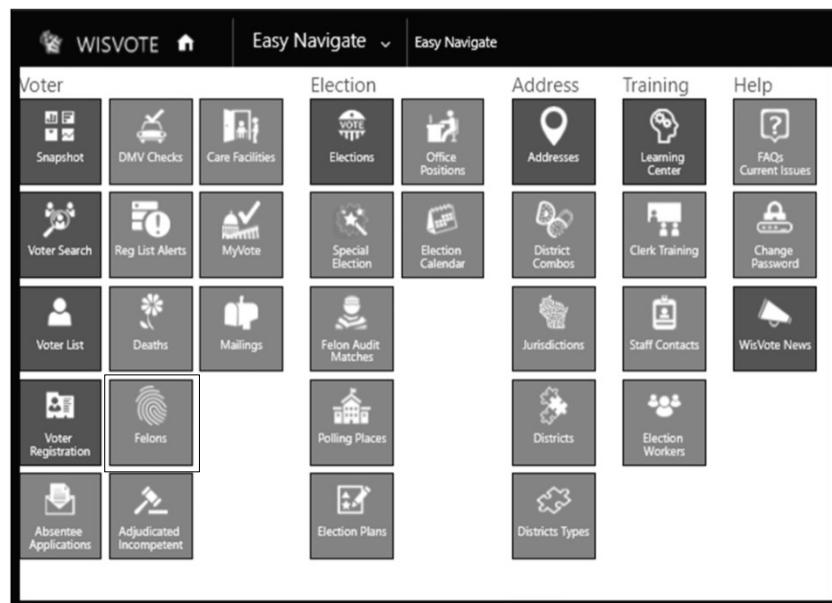 WISVOTE
Easy Navigate
Easy Navigate
Voter
Election
Address
Training
Help
Snapshot
DMV Checks
Care Facilities
VOTE
Elections
Office
Positions
Addresses
Learning
Center
FAQs
Current Issues
Voter Search
Reg List Alerts
MyVote
Special
Election
Election
Calendar
District
Combos
Clerk Training
Change
Password
Voter List
Deaths
Mailings
Felon Audit
Matches
Jurisdictions
Staff Contacts
WisVote News
Voter
Registration
Felons
Polling Places
Districts
Election
Workers
Absentee
Applications
Adjudicated
Incompetent
Election Plans
Districts Types